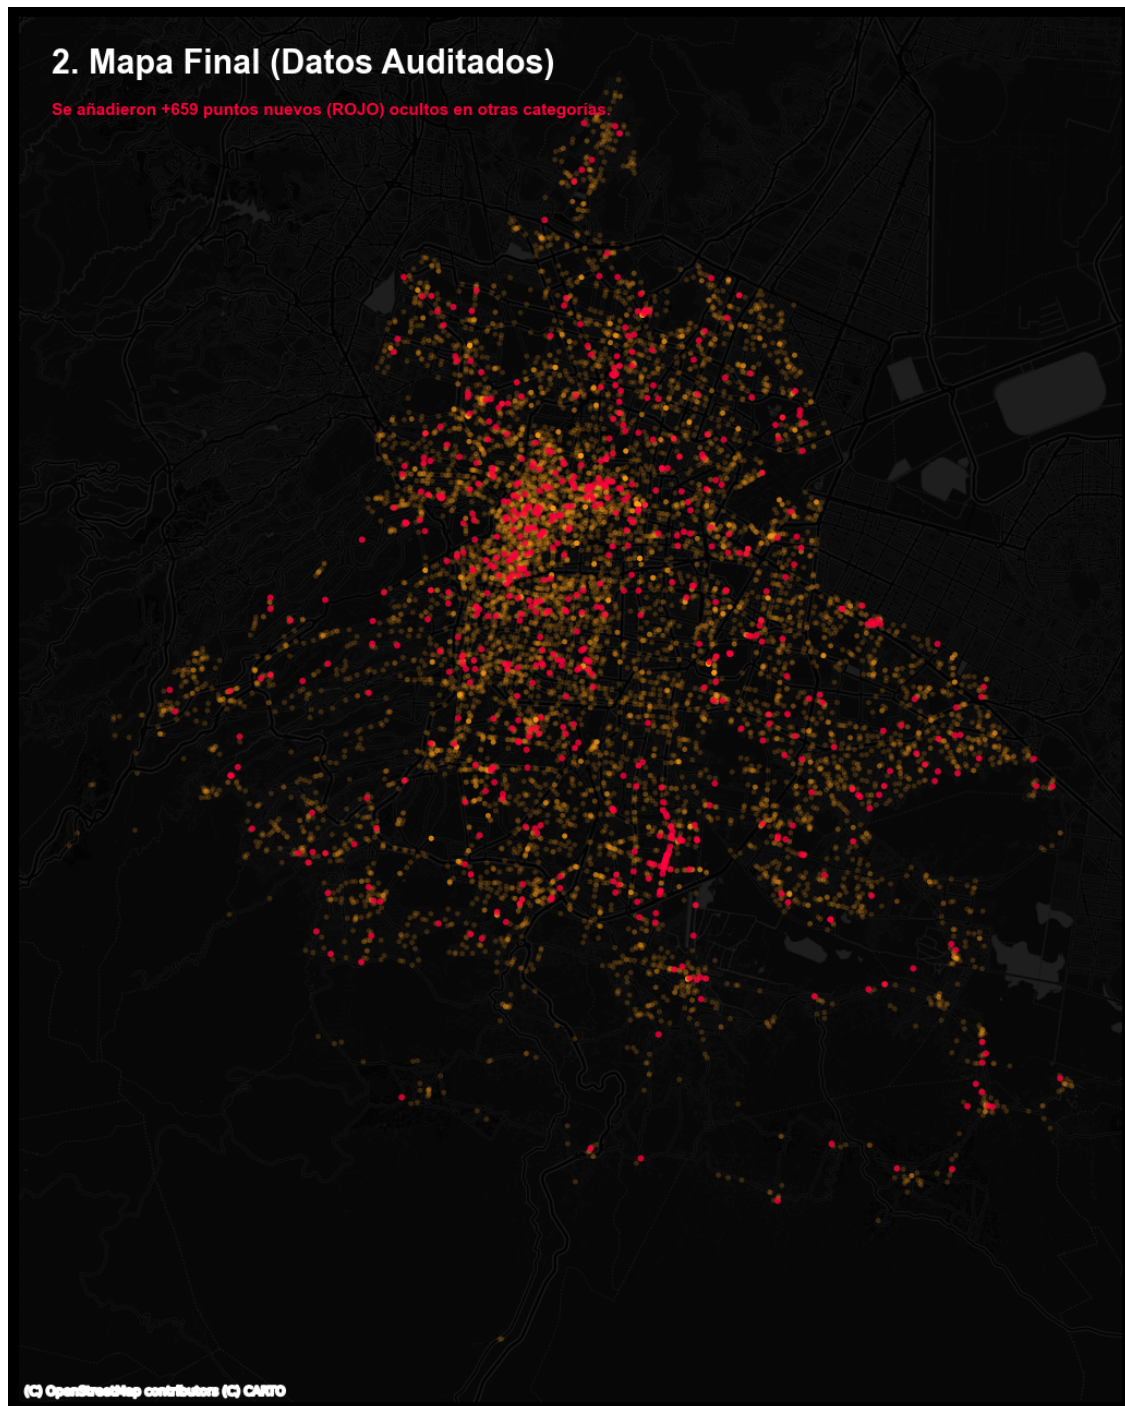 2. Mapa Final (Datos Auditados)
Se añadieron +659 puntos nuevos (ROJO) ocultos en otras categorías.
(C) OpenStreetMap contributors (C) CARTO